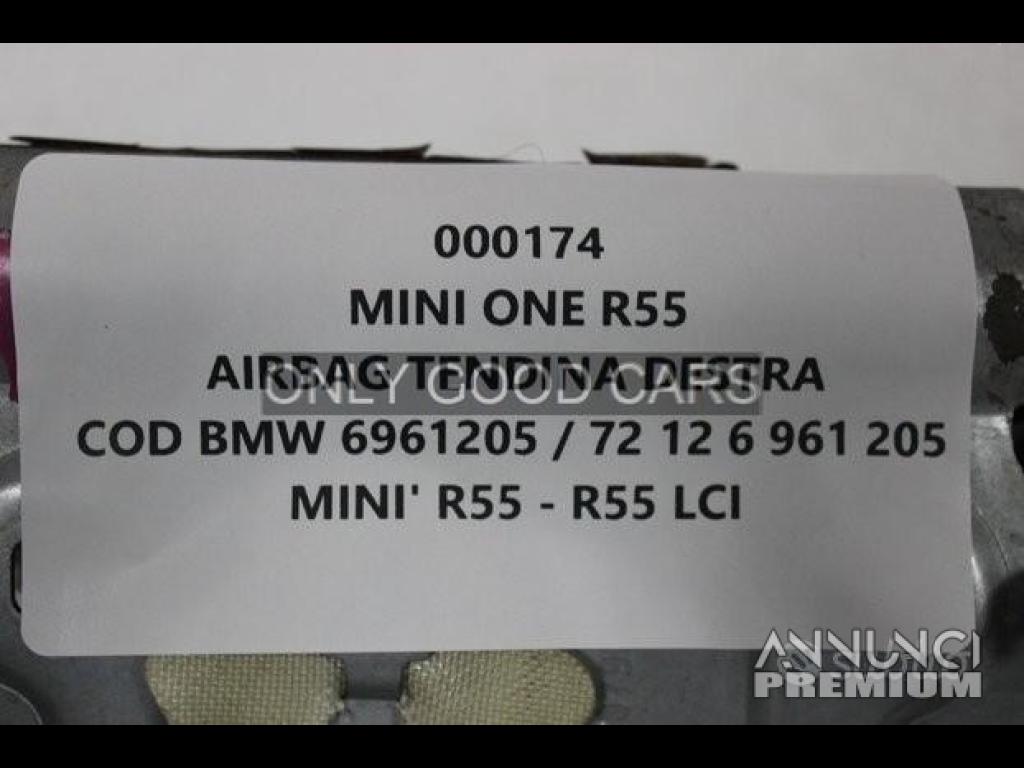 000174
MINI ONE R55
AIRBAG TENDINA DESTRA
ONLY GOOD CARS
COD BMW 6961205 / 72 12 6 961 205
MINI' R55 - R55 LCI
ANNUNCI
PREMIUM